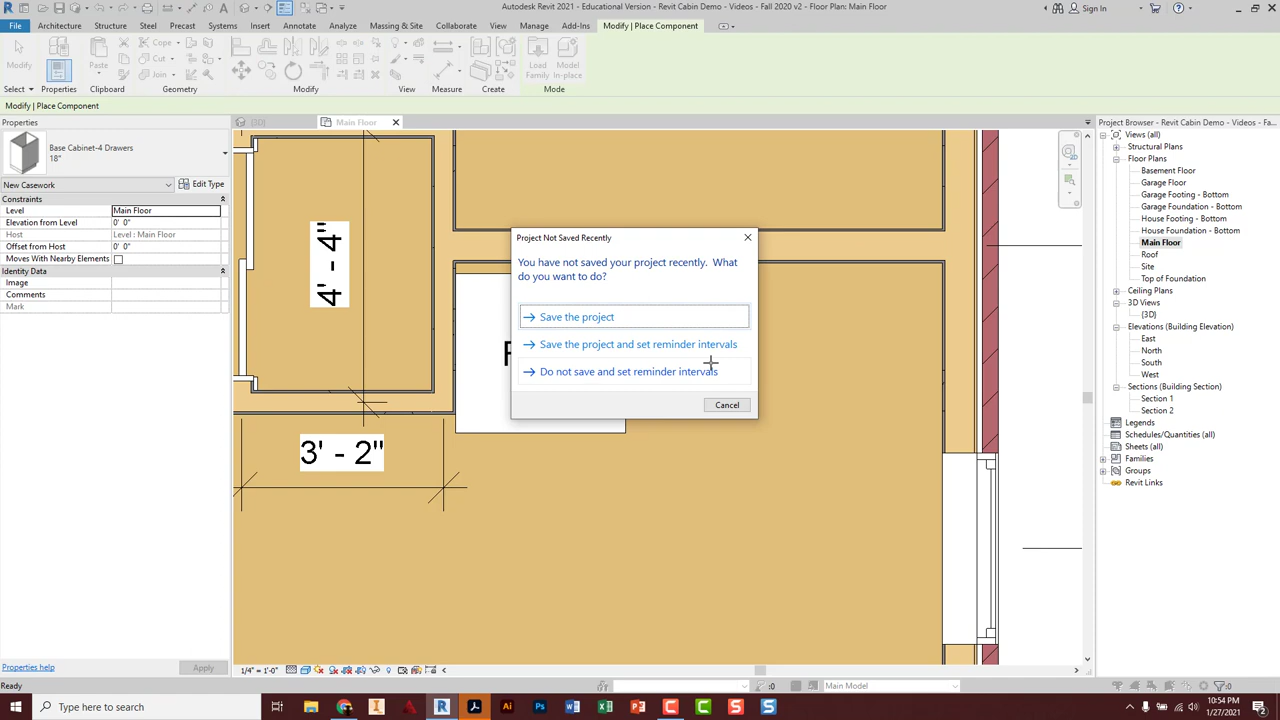 Autodesk Revit 2021 - Educational Version - Revit Cabin Demo - Videos - Fall 2020 v2 - Floor Plan: Main Floor
Sign In
File Architecture Structure Steel Precast Systems Insert Annotate Analyze Massing & Site Collaborate View Manage Add-Ins Modify | Place Component
Modify
Properties
Paste
Cope
Cut
Join
Load
Family
Model
In-place
Select Properties Clipboard Geometry Modify View Measure Create Mode
Modify | Place Component
Properties
{3D}
Main Floor
Project Browser - Revit Cabin Demo - Videos - Fa...
Base Cabinet-4 Drawers
18"
New Casework
Edit Type
Constraints
Level Main Floor
Elevation from Level 0' 0"
Host Level : Main Floor
Offset from Host 0' 0"
Moves With Nearby Elements
Identity Data
Image
Comments
Mark
4' - 4"
3' - 2"
Project Not Saved Recently
You have not saved your project recently. What
do you want to do?
Save the project
Save the project and set reminder intervals
Do not save and set reminder intervals
Cancel
Views (all)
Structural Plans
Floor Plans
Basement Floor
Garage Floor
Garage Footing - Bottom
Garage Foundation - Bottom
House Footing - Bottom
House Foundation - Bottom
Main Floor
Roof
Site
Top of Foundation
Ceiling Plans
3D Views
{3D}
Elevations (Building Elevation)
East
North
South
West
Sections (Building Section)
Section 1
Section 2
Legends
Schedules/Quantities (all)
Sheets (all)
Families
Groups
Revit Links
Properties help
Apply
1/4" = 1'-0"
Ready
:0
Main Model
:0
Type here to search
10:54 PM
1/27/2021